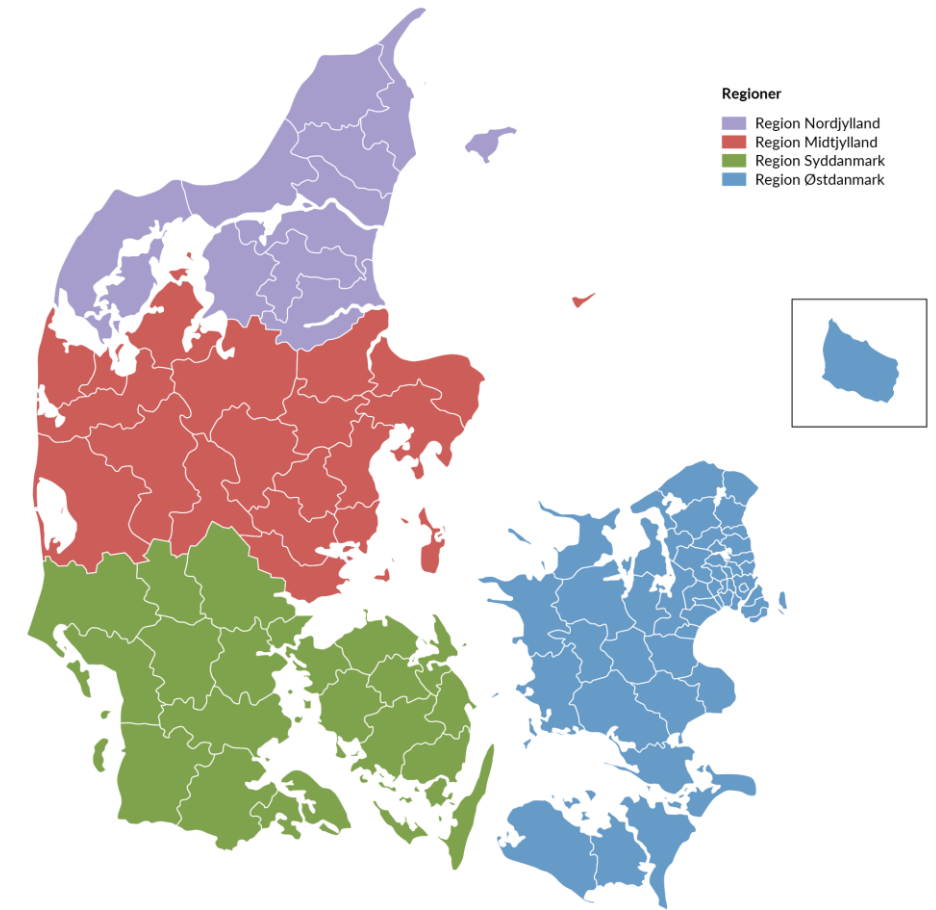 Regioner
Region Nordjylland
Region Midtjylland
Region Syddanmark
Region Østdanmark